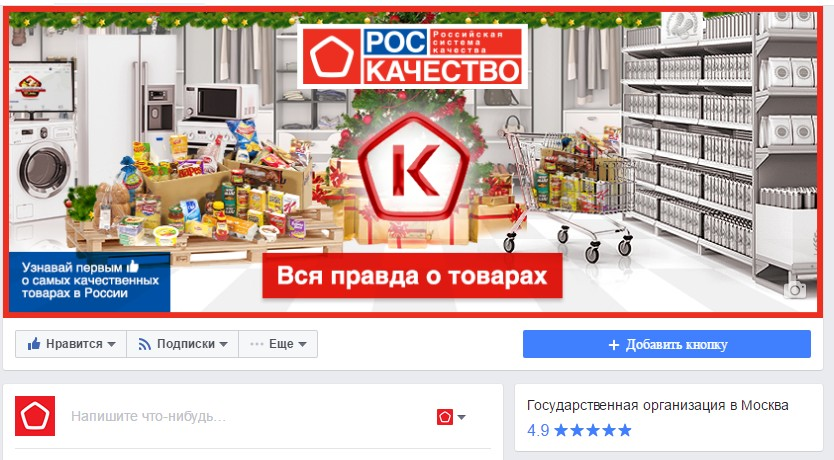 РОС
Российская
система
качества
КАЧЕСТВО
К
Узнавай первым
о самых качественных
товарах в России
Вся правда о товарах
Нравится
Подписки
Еще
Добавить кнопку
Напишите что-нибудь...
Государственная организация в Москва
4.9